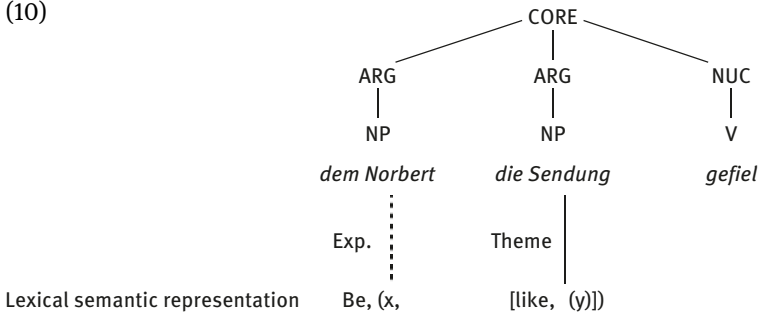 (10)
CORE
ARG ARG NUC
NP NP V
dem Norbert die Sendung gefiel
Exp. Theme
Lexical semantic representation Be, (x, [like, (y)])